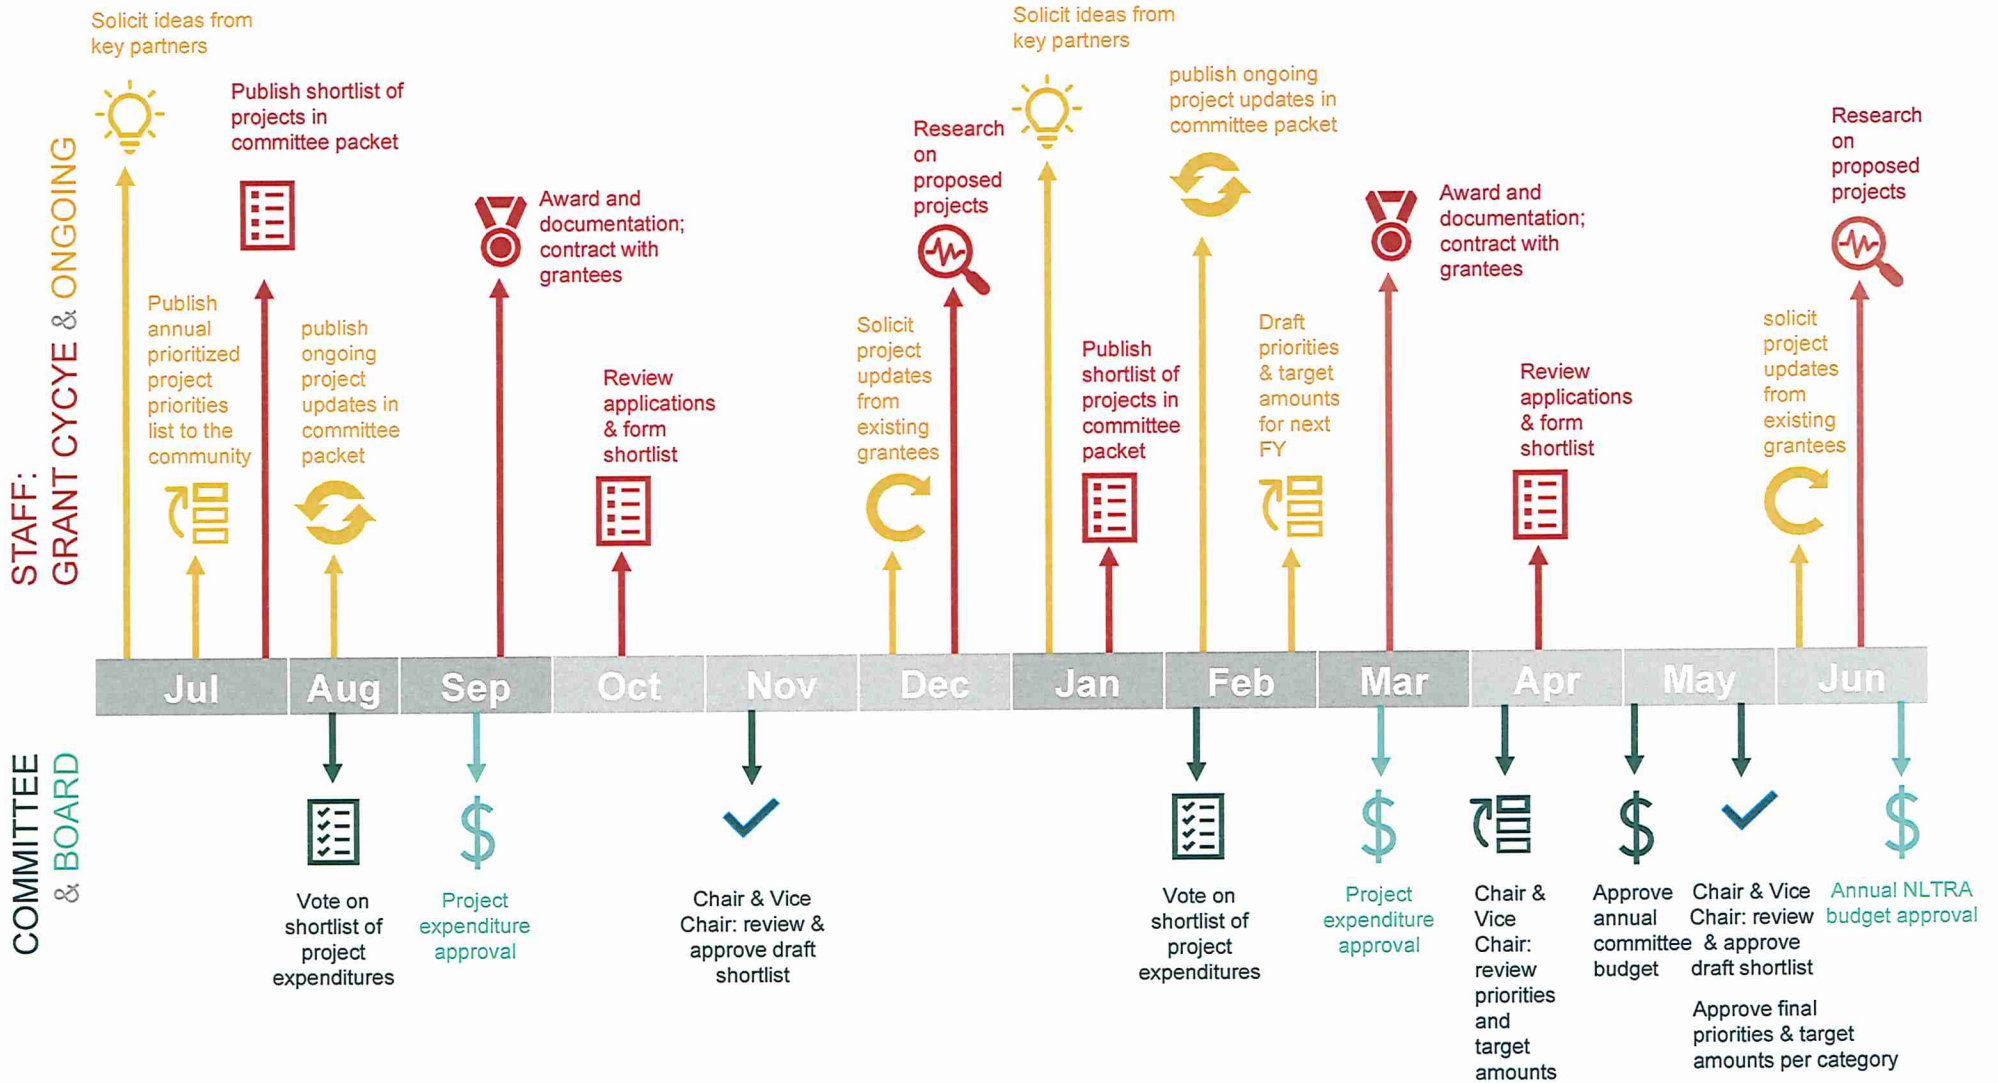 Solicit ideas from
key partners
Publish shortlist of
projects in
committee packet
Publish
annual
prioritized
project
priorities
list to the
community
publish
ongoing
project
updates in
committee
packet
Award and
documentation;
contract with
grantees
Review
applications
& form
shortlist
Solicit
project
updates
from
existing
grantees
Research
on
proposed
projects
Solicit ideas from
key partners
Publish
shortlist of
projects in
committee
packet
publish ongoing
project updates in
committee packet
Draft
priorities
& target
amounts
for next
FY
Award and
documentation;
contract with
grantees
Review
applications
& form
shortlist
solicit
project
updates
from
existing
grantees
Research
on
proposed
projects
STAFF:
GRANT CYCYE & ONGOING
Jul
Aug
Sep
Oct
Nov
Dec
Jan
Feb
Mar
Apr
May
Jun
COMMITTEE
& BOARD
$
$
$
$
Vote on
shortlist of
project
expenditures
Project
expenditure
approval
Chair & Vice
Chair: review &
approve draft
shortlist
Vote on
shortlist of
project
expenditures
Project
expenditure
approval
Chair &
Vice
Chair:
review
priorities
and
target
amounts
Approve
annual
committee
budget
Chair & Vice
Chair: review
& approve
draft shortlist
Approve final
priorities & target
amounts per category
Annual NLTRA
budget approval